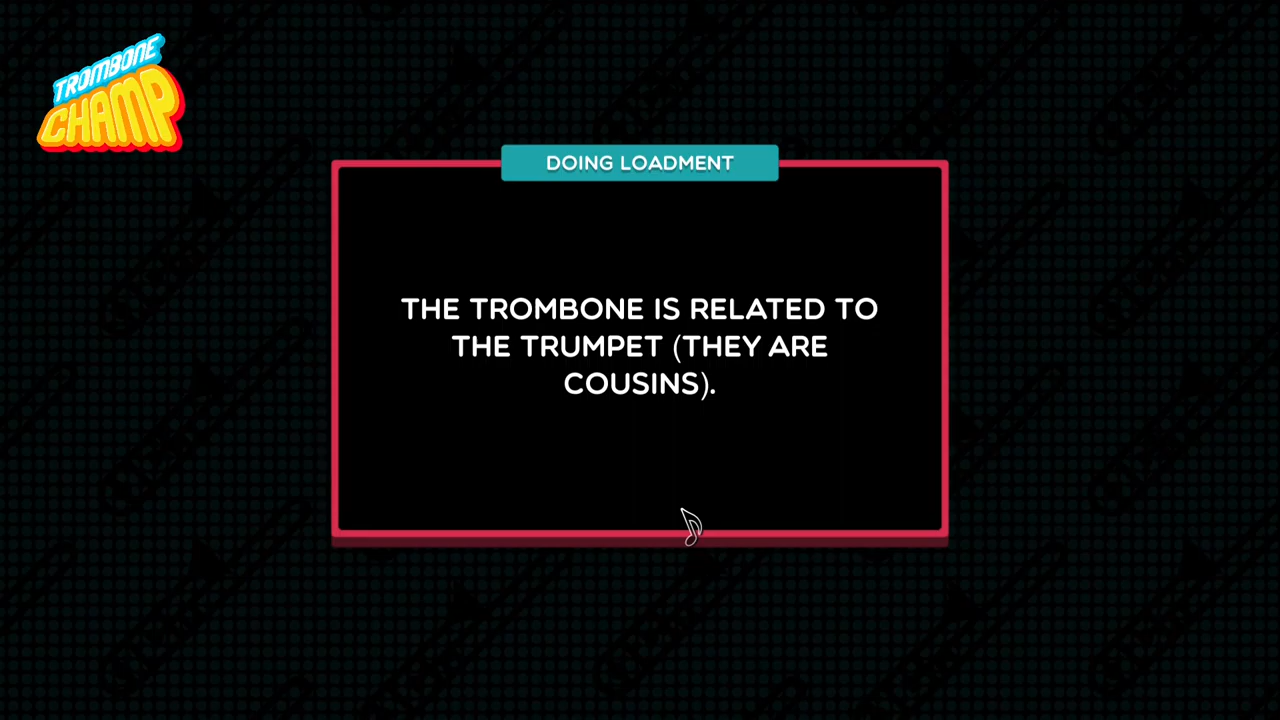 TROMBONE
CHAMP
DOING LOADMENT
THE TROMBONE IS RELATED TO
THE TRUMPET (THEY ARE
COUSINS).